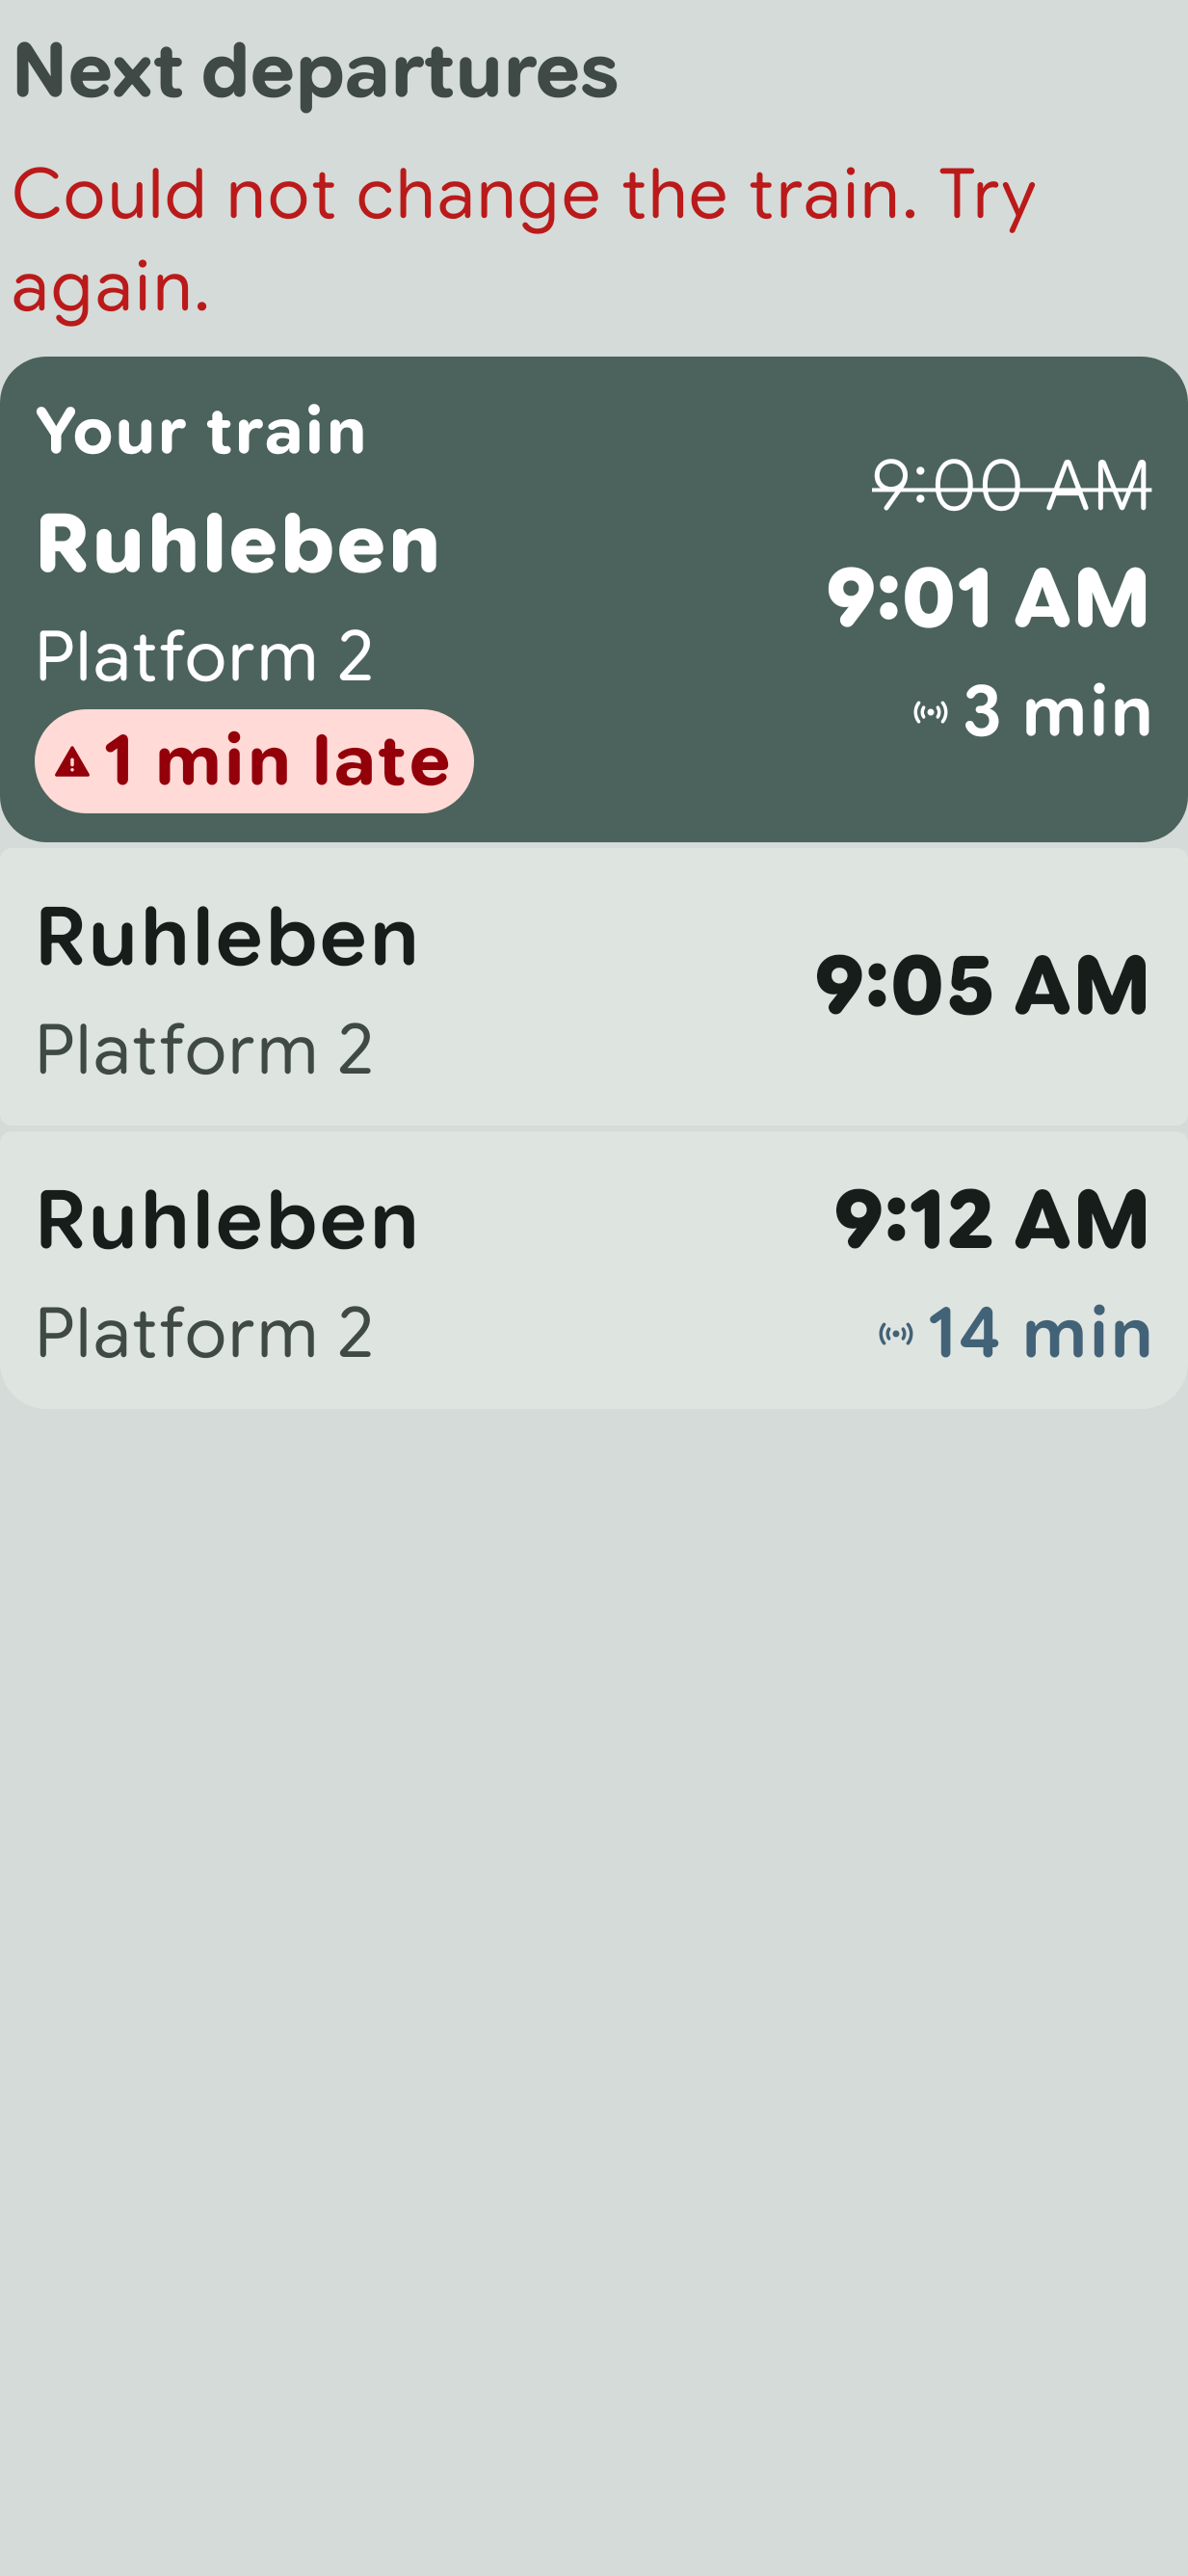 Next departures
Could not change the train. Try
again.
Your train
Ruhleben
Platform 2
1 min late
9:00 AM
9:01 AM
3 min
Ruhleben
Platform 2
9:05 AM
Ruhleben
Platform 2
9:12 AM
14 min